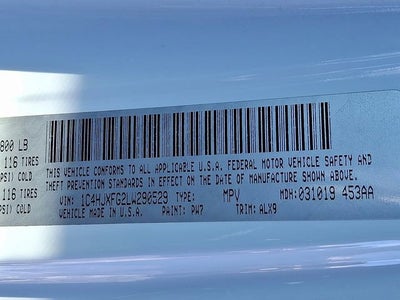 800 LB
116 TIRES
PSI) COLD
116 TIRES
PSI) COLD
THIS VEHICLE CONFORMS TO ALL APPLICABLE U.S.A. FEDERAL MOTOR VEHICLE SAFETY AND
THEFT PREVENTION STANDARDS IN EFFECT ON THE DATE OF MANUFACTURE SHOWN ABOVE.
VIN: 1C4HJXFG2LW290529 TYPE: MPV MDH: 031019 453AA
VEHICLE MADE IN U.S.A. PAINT: PW7 TRIM: ALX9